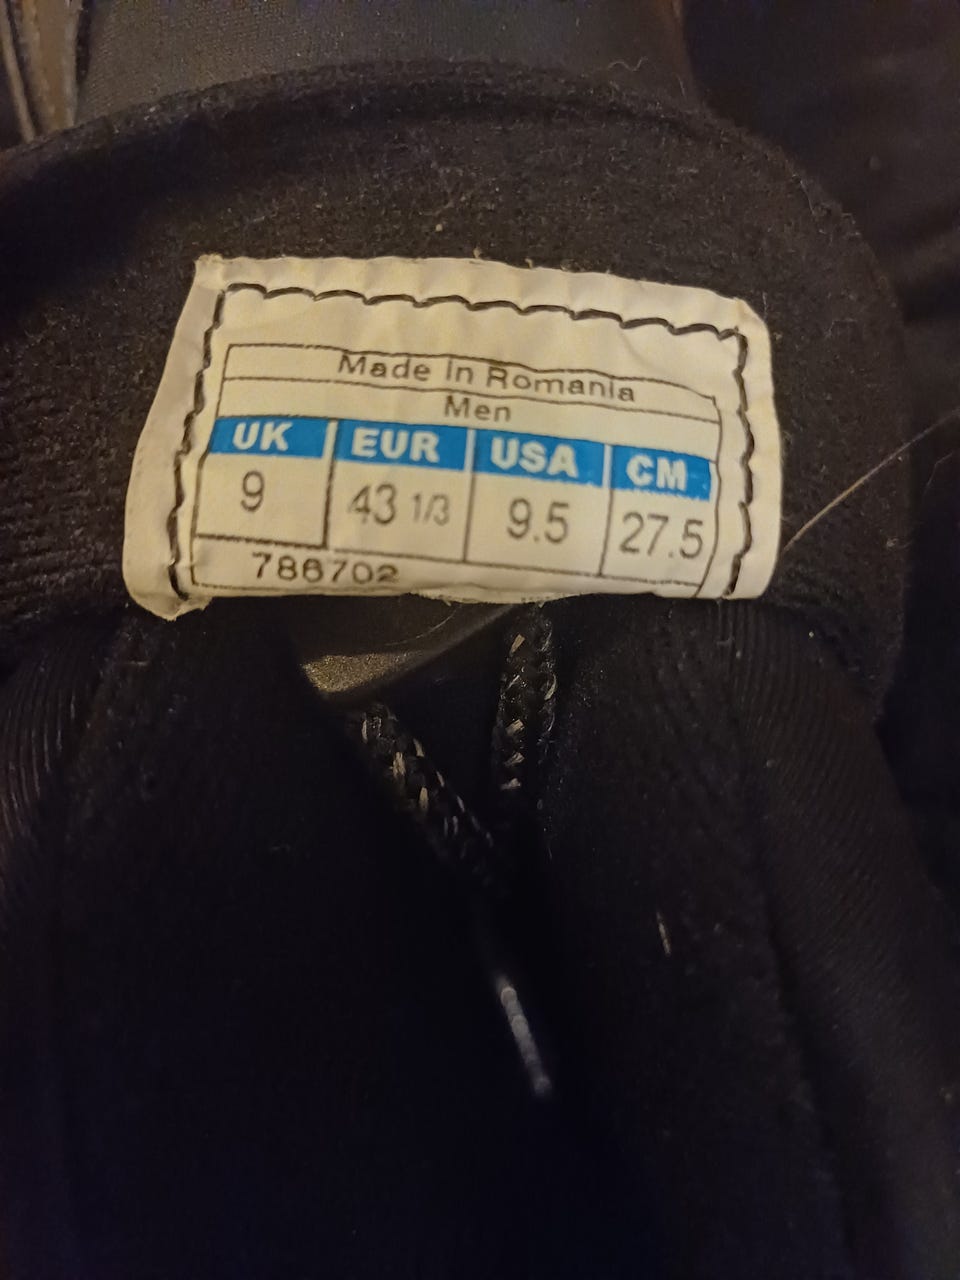 Made in Romania
Men
UK EUR USA CM
9 43 1/3 9.5 27.5
786702